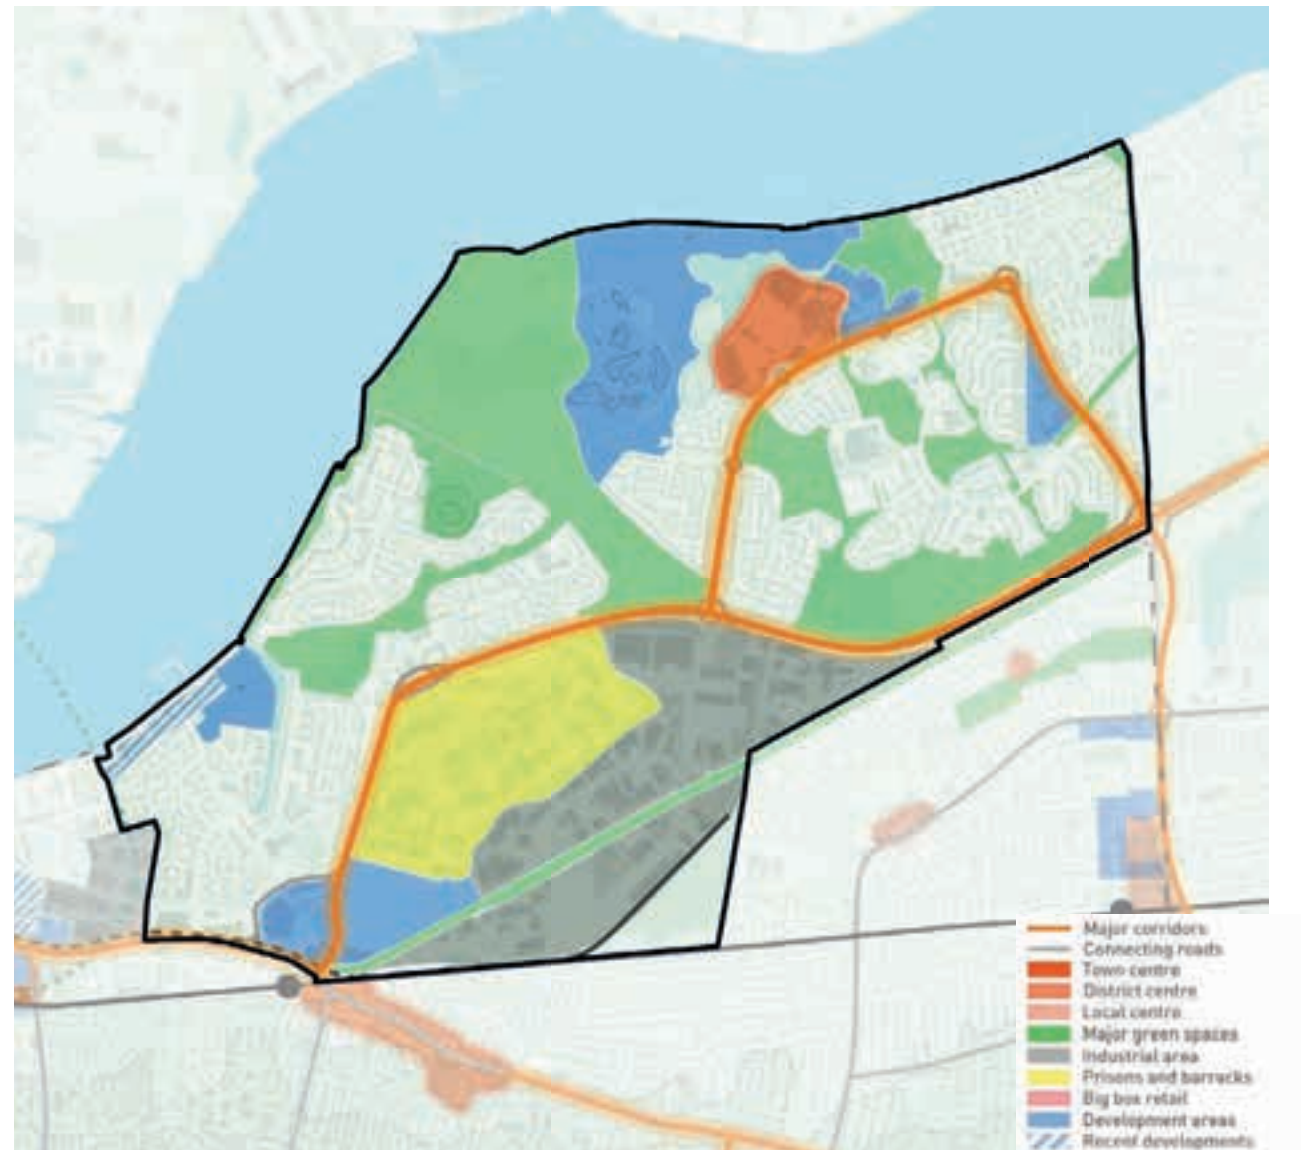 Major corridors
Connecting roads
Town centre
District centre
Local centre
Major green spaces
Industrial area
Prisons and barracks
Big box retail
Development areas
Recent developments